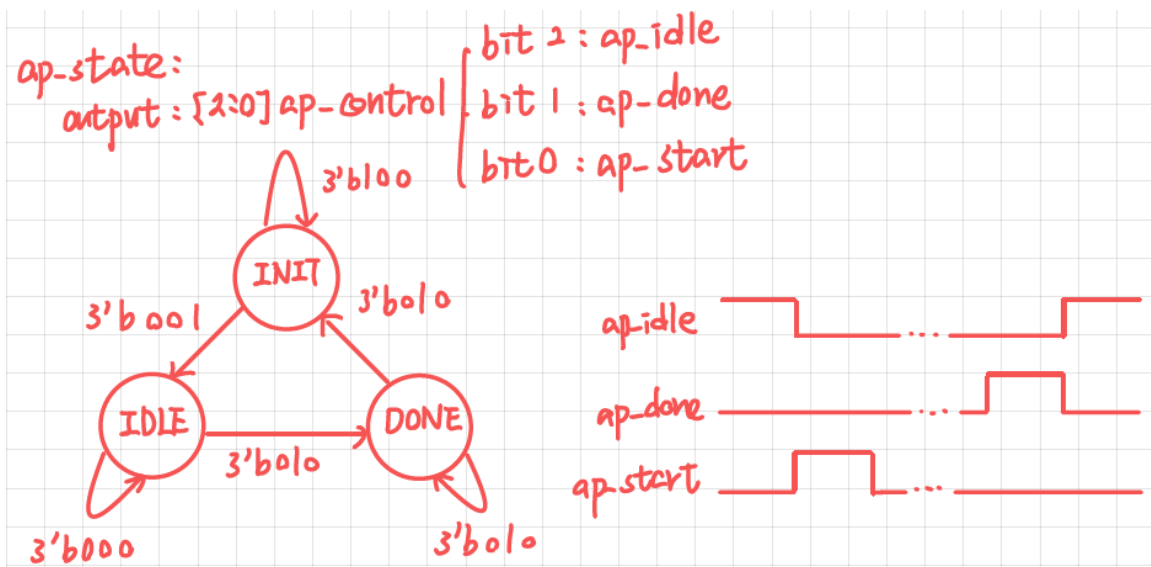 ap_state:
output: [2:0] ap_control
bit 2: ap_idle
bit 1: ap_done
bit 0: ap_start
3'b100
INIT
3'b001
3'b010
IDLE
DONE
3'b010
3'b000
3'b010
ap_idle
...
ap_done
...
ap_start
...